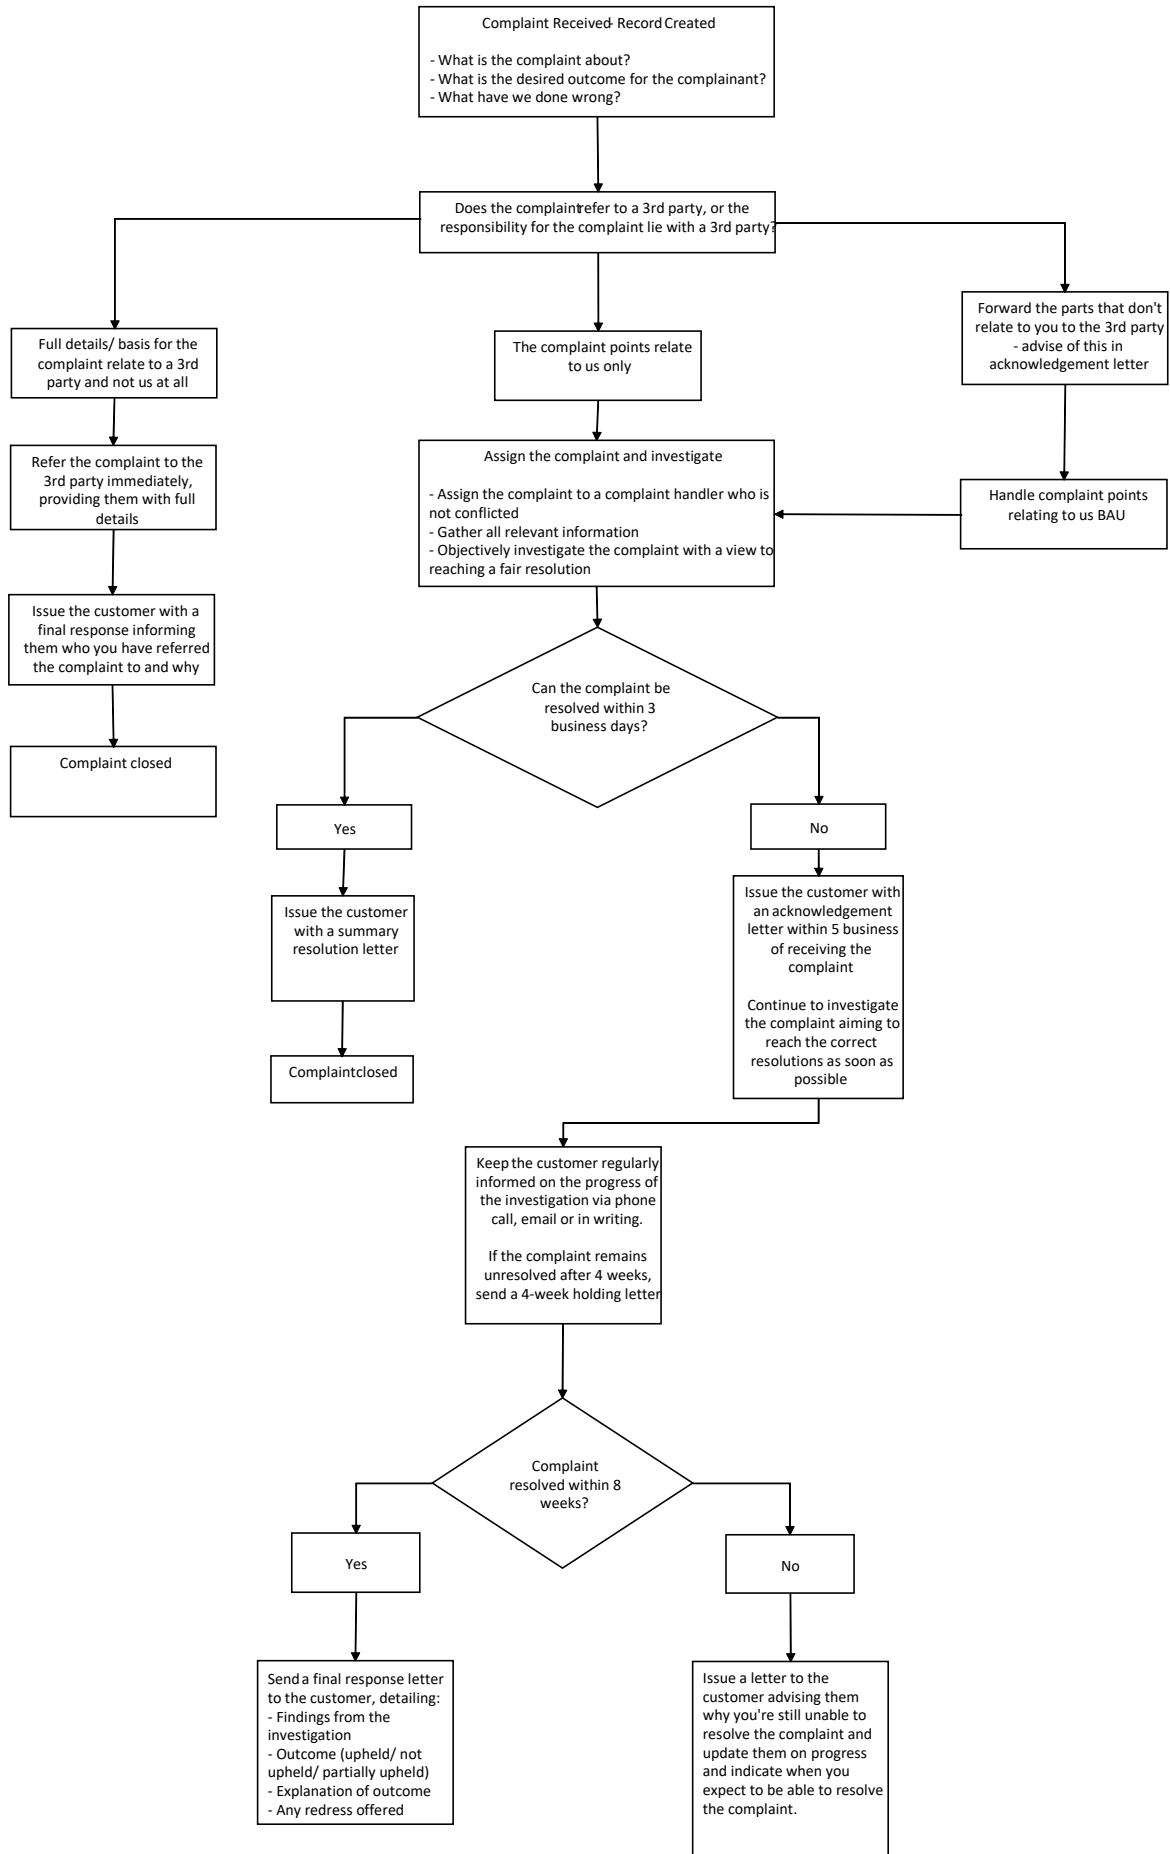 Complaint Received- Record Created
- What is the complaint about?
- What is the desired outcome for the complainant?
- What have we done wrong?
Does the complaint refer to a 3rd party, or the
responsibility for the complaint lie with a 3rd party?
Full details/ basis for the
complaint relate to a 3rd
party and not us at all
The complaint points relate
to us only
Forward the parts that don't
relate to you to the 3rd party
- advise of this in
acknowledgement letter
Refer the complaint to the
3rd party immediately,
providing them with full
details
Assign the complaint and investigate
- Assign the complaint to a complaint handler who is
not conflicted
- Gather all relevant information
- Objectively investigate the complaint with a view to
reaching a fair resolution
Handle complaint points
relating to us BAU
Issue the customer with a
final response informing
them who you have referred
the complaint to and why
Complaint closed
Can the complaint be
resolved within 3
business days?
Yes
No
Issue the customer
with a summary
resolution letter
Complaint closed
Issue the customer with
an acknowledgement
letter within 5 business
of receiving the
complaint
Continue to investigate
the complaint aiming to
reach the correct
resolutions as soon as
possible
Keep the customer regularly
informed on the progress of
the investigation via phone
call, email or in writing.
If the complaint remains
unresolved after 4 weeks,
send a 4-week holding letter
Complaint
resolved within 8
weeks?
Yes
No
Send a final response letter
to the customer, detailing:
- Findings from the
investigation
- Outcome (upheld/ not
upheld/ partially upheld)
- Explanation of outcome
- Any redress offered
Issue a letter to the
customer advising them
why you're still unable to
resolve the complaint and
update them on progress
and indicate when you
expect to be able to resolve
the complaint.